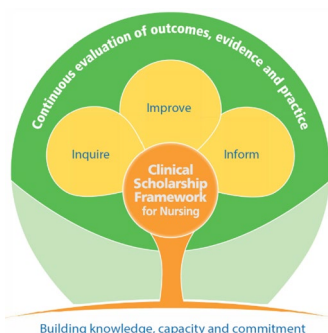 Continuous evaluation of outcomes, evidence and practice
Improve
Inquire
Inform
Clinical
Scholarship
Framework
for Nursing
Building knowledge, capacity and commitment